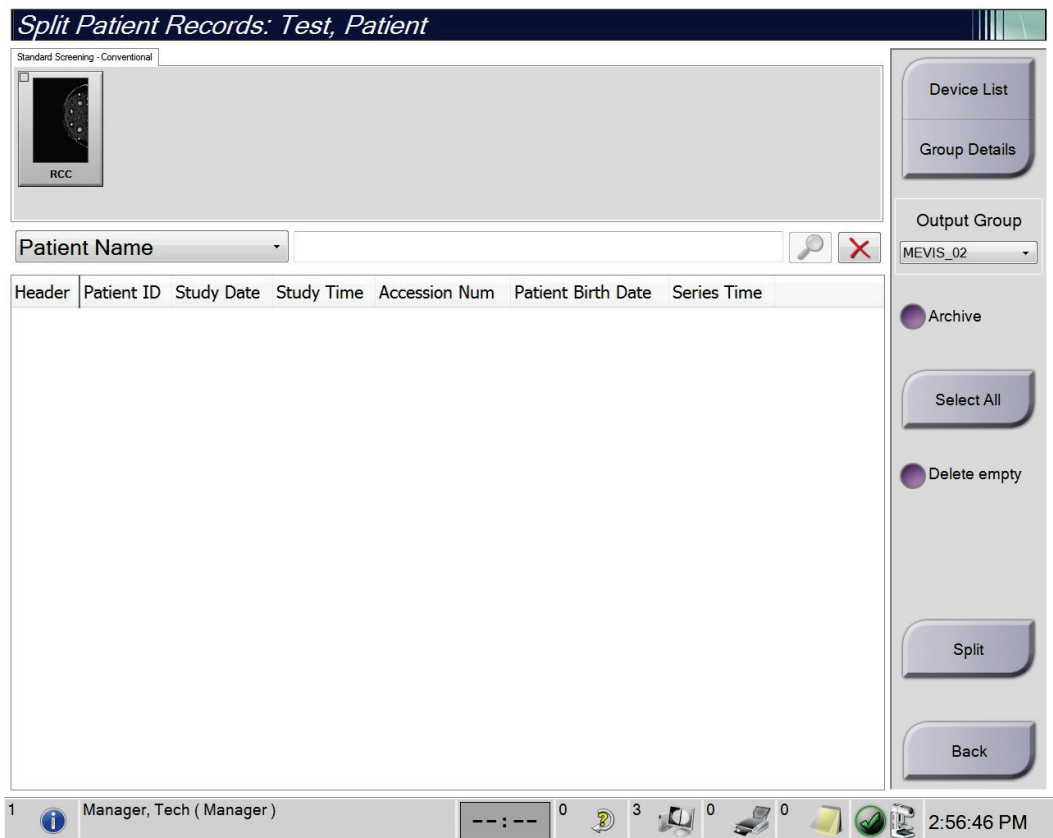 Split Patient Records: Test, Patient
Standard Screening - Conventional
RCC
Patient Name
Header Patient ID Study Date Study Time Accession Num Patient Birth Date Series Time
Device List
Group Details
Output Group
MEVIS_02
Archive
Select All
Delete empty
Split
Back
1 Manager, Tech ( Manager ) --:-- 0 3 0 0 2:56:46 PM